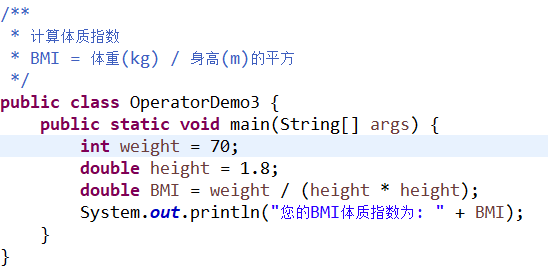 /**
 * 计算体质指数
 * BMI = 体重(kg) / 身高(m)的平方
 */
public class OperatorDemo3 {
    public static void main(String[] args) {
        int weight = 70;
        double height = 1.8;
        double BMI = weight / (height * height);
        System.out.println("您的BMI体质指数为: " + BMI);
    }
}